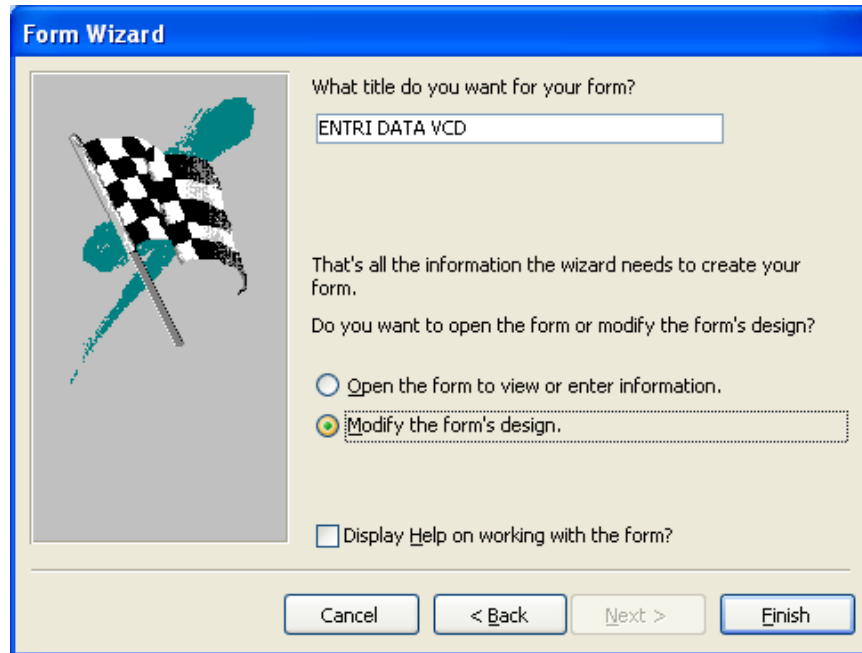 Form Wizard
What title do you want for your form?
ENTRI DATA VCD
That's all the information the wizard needs to create your
form.
Do you want to open the form or modify the form's design?
Open the form to view or enter information.
Modify the form's design.
Display Help on working with the form?
Cancel
< Back
Next >
Finish